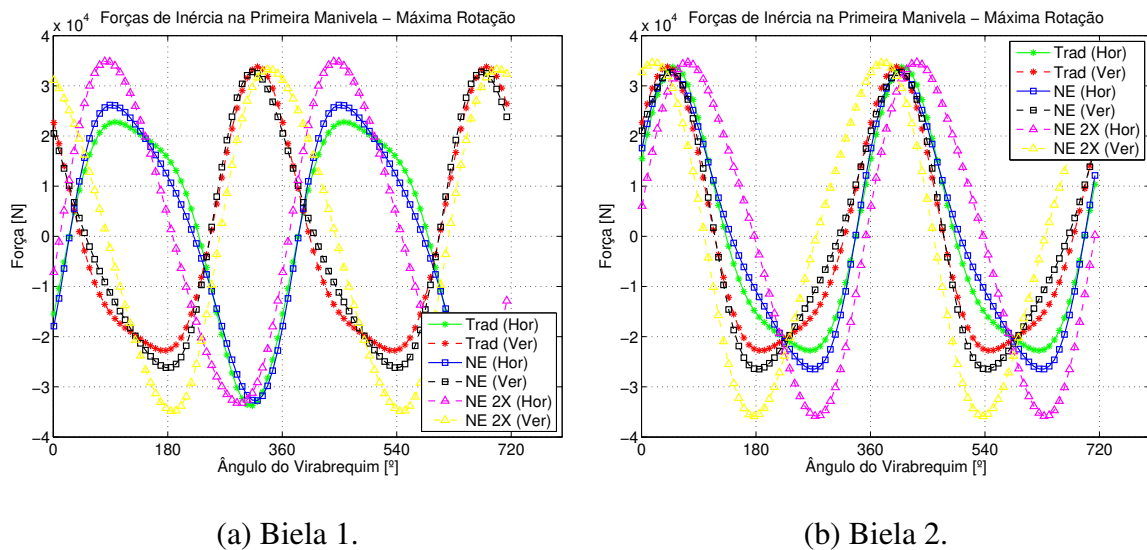 Forças de Inércia na Primeira Manivela − Máxima Rotação
x 10⁴
4
3
2
1
0
−1
−2
−3
−4
Força [N]
0
180
360
540
720
Ângulo do Virabrequim [º]
Trad (Hor)
Trad (Ver)
NE (Hor)
NE (Ver)
NE 2X (Hor)
NE 2X (Ver)
(a) Biela 1.
Forças de Inércia na Primeira Manivela − Máxima Rotação
x 10⁴
4
3
2
1
0
−1
−2
−3
−4
Força [N]
0
180
360
540
720
Ângulo do Virabrequim [º]
Trad (Hor)
Trad (Ver)
NE (Hor)
NE (Ver)
NE 2X (Hor)
NE 2X (Ver)
(b) Biela 2.